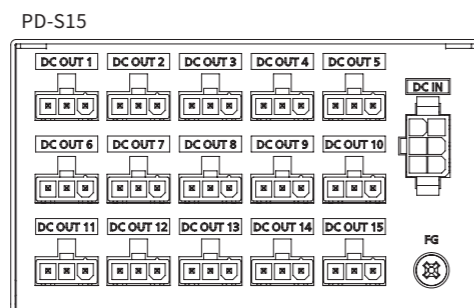 PD-S15
DC OUT 1 DC OUT 2 DC OUT 3 DC OUT 4 DC OUT 5
DC IN
DC OUT 6 DC OUT 7 DC OUT 8 DC OUT 9 DC OUT 10
DC OUT 11 DC OUT 12 DC OUT 13 DC OUT 14 DC OUT 15
FG